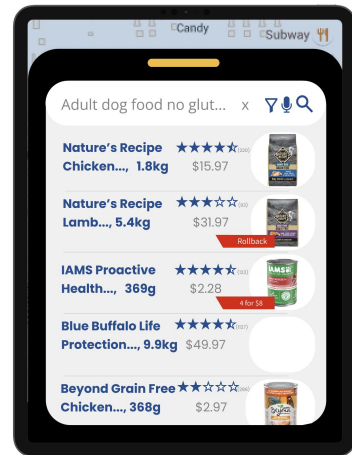 Candy
Subway
Adult dog food no glut... x
Nature's Recipe
Chicken..., 1.8kg $15.97
Nature's Recipe
Lamb..., 5.4kg $31.97
Rollback
IAMS Proactive
Health..., 369g $2.28
4 for $8
IAMS
Blue Buffalo Life
Protection..., 9.9kg $49.97
Beyond Grain Free
Chicken..., 368g $2.97
Beyond